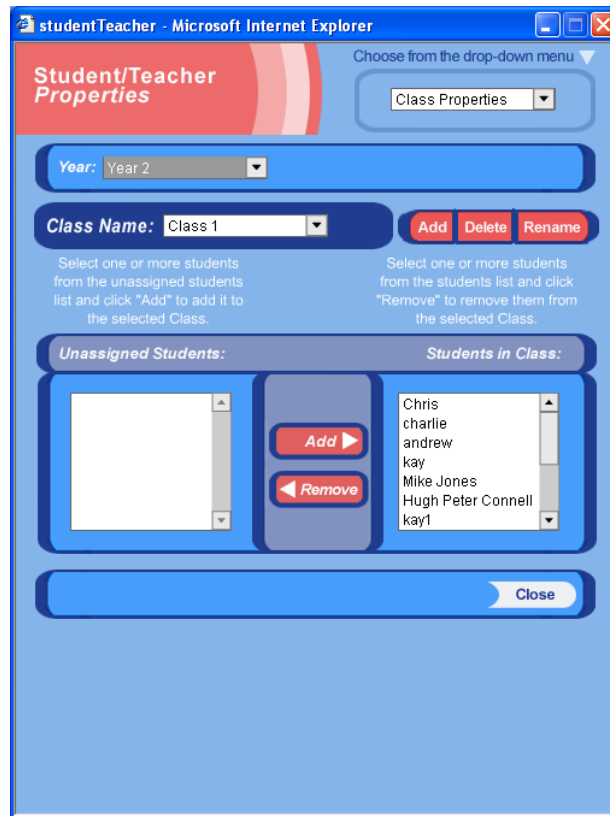 studentTeacher - Microsoft Internet Explorer
Choose from the drop-down menu
Student/Teacher
Properties
Class Properties
Year: Year 2
Class Name: Class 1
Add Delete Rename
Select one or more students
from the unassigned students
list and click "Add" to add it to
the selected Class.
Select one or more students
from the students list and click
"Remove" to remove them from
the selected Class.
Unassigned Students:
Students in Class:
Add
Remove
Chris
charlie
andrew
kay
Mike Jones
Hugh Peter Connell
kay1
Close